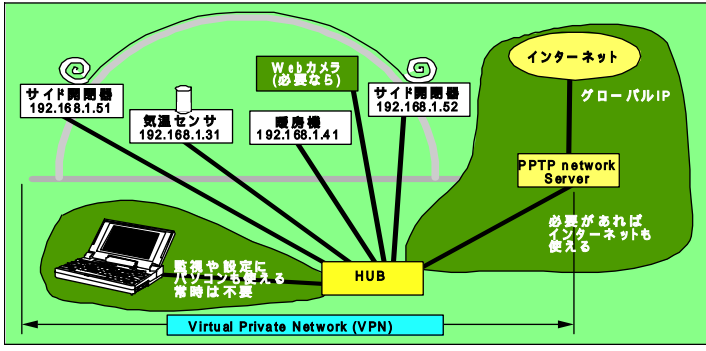 サイド開閉器
192.168.1.51
気温センサ
192.168.1.31
Webカメラ
(必要なら)
暖房機
192.168.1.41
サイド開閉器
192.168.1.52
インターネット
グローバルIP
PPTP network
Server
必要があれば
インターネットも
使える
監視や設定に
パソコンも使える
常時は不要
HUB
Virtual Private Network (VPN)